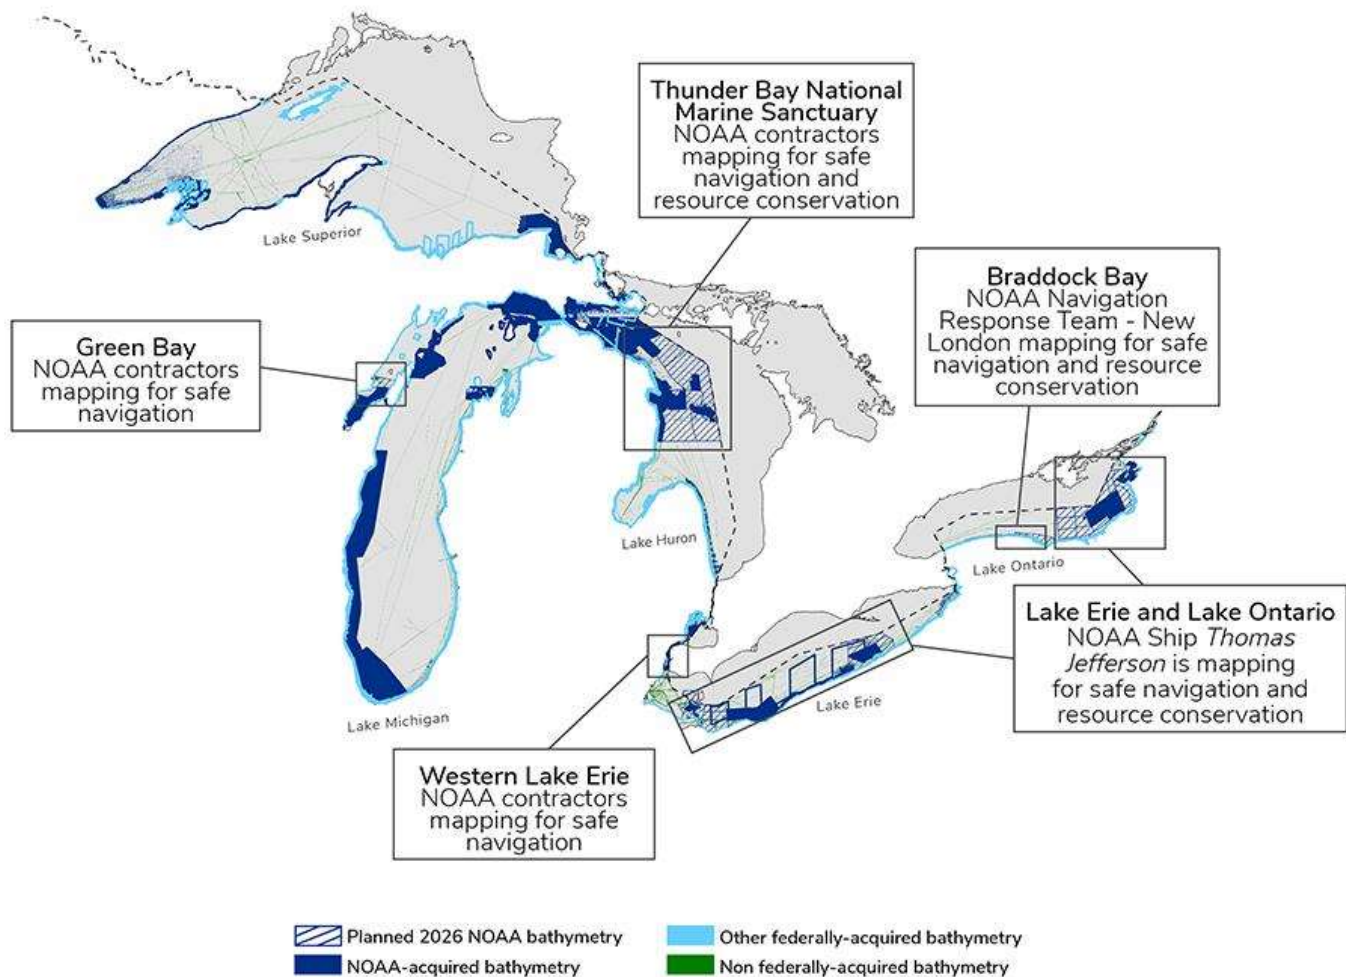 Thunder Bay National
Marine Sanctuary
NOAA contractors
mapping for safe
navigation and
resource conservation
Lake Superior
Braddock Bay
NOAA Navigation
Response Team - New
London mapping for safe
navigation and resource
conservation
Green Bay
NOAA contractors
mapping for safe
navigation
Lake Huron
Lake Ontario
Lake Erie and Lake Ontario
NOAA Ship Thomas
Jefferson is mapping
for safe navigation and
resource conservation
Lake Michigan
Lake Erie
Western Lake Erie
NOAA contractors
mapping for safe
navigation
Planned 2026 NOAA bathymetry
Other federally-acquired bathymetry
NOAA-acquired bathymetry
Non federally-acquired bathymetry